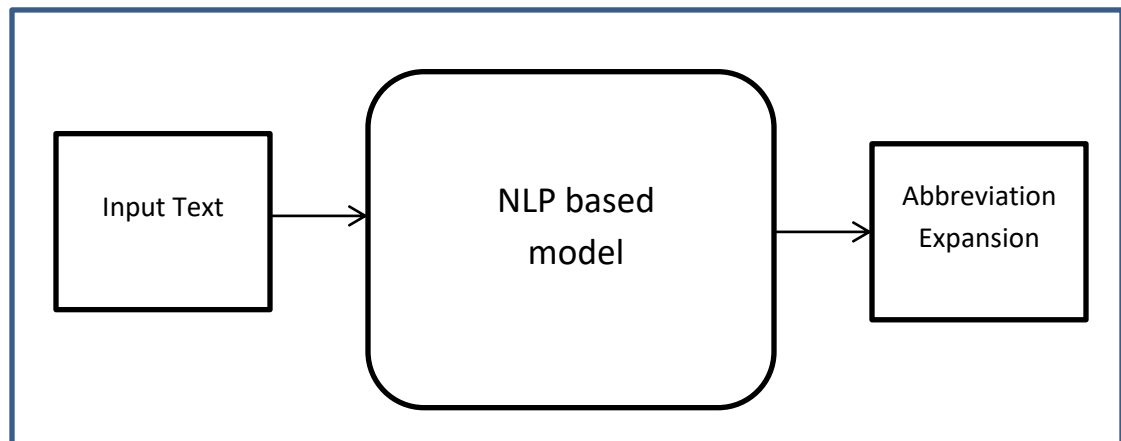 Input Text
NLP based
model
Abbreviation
Expansion